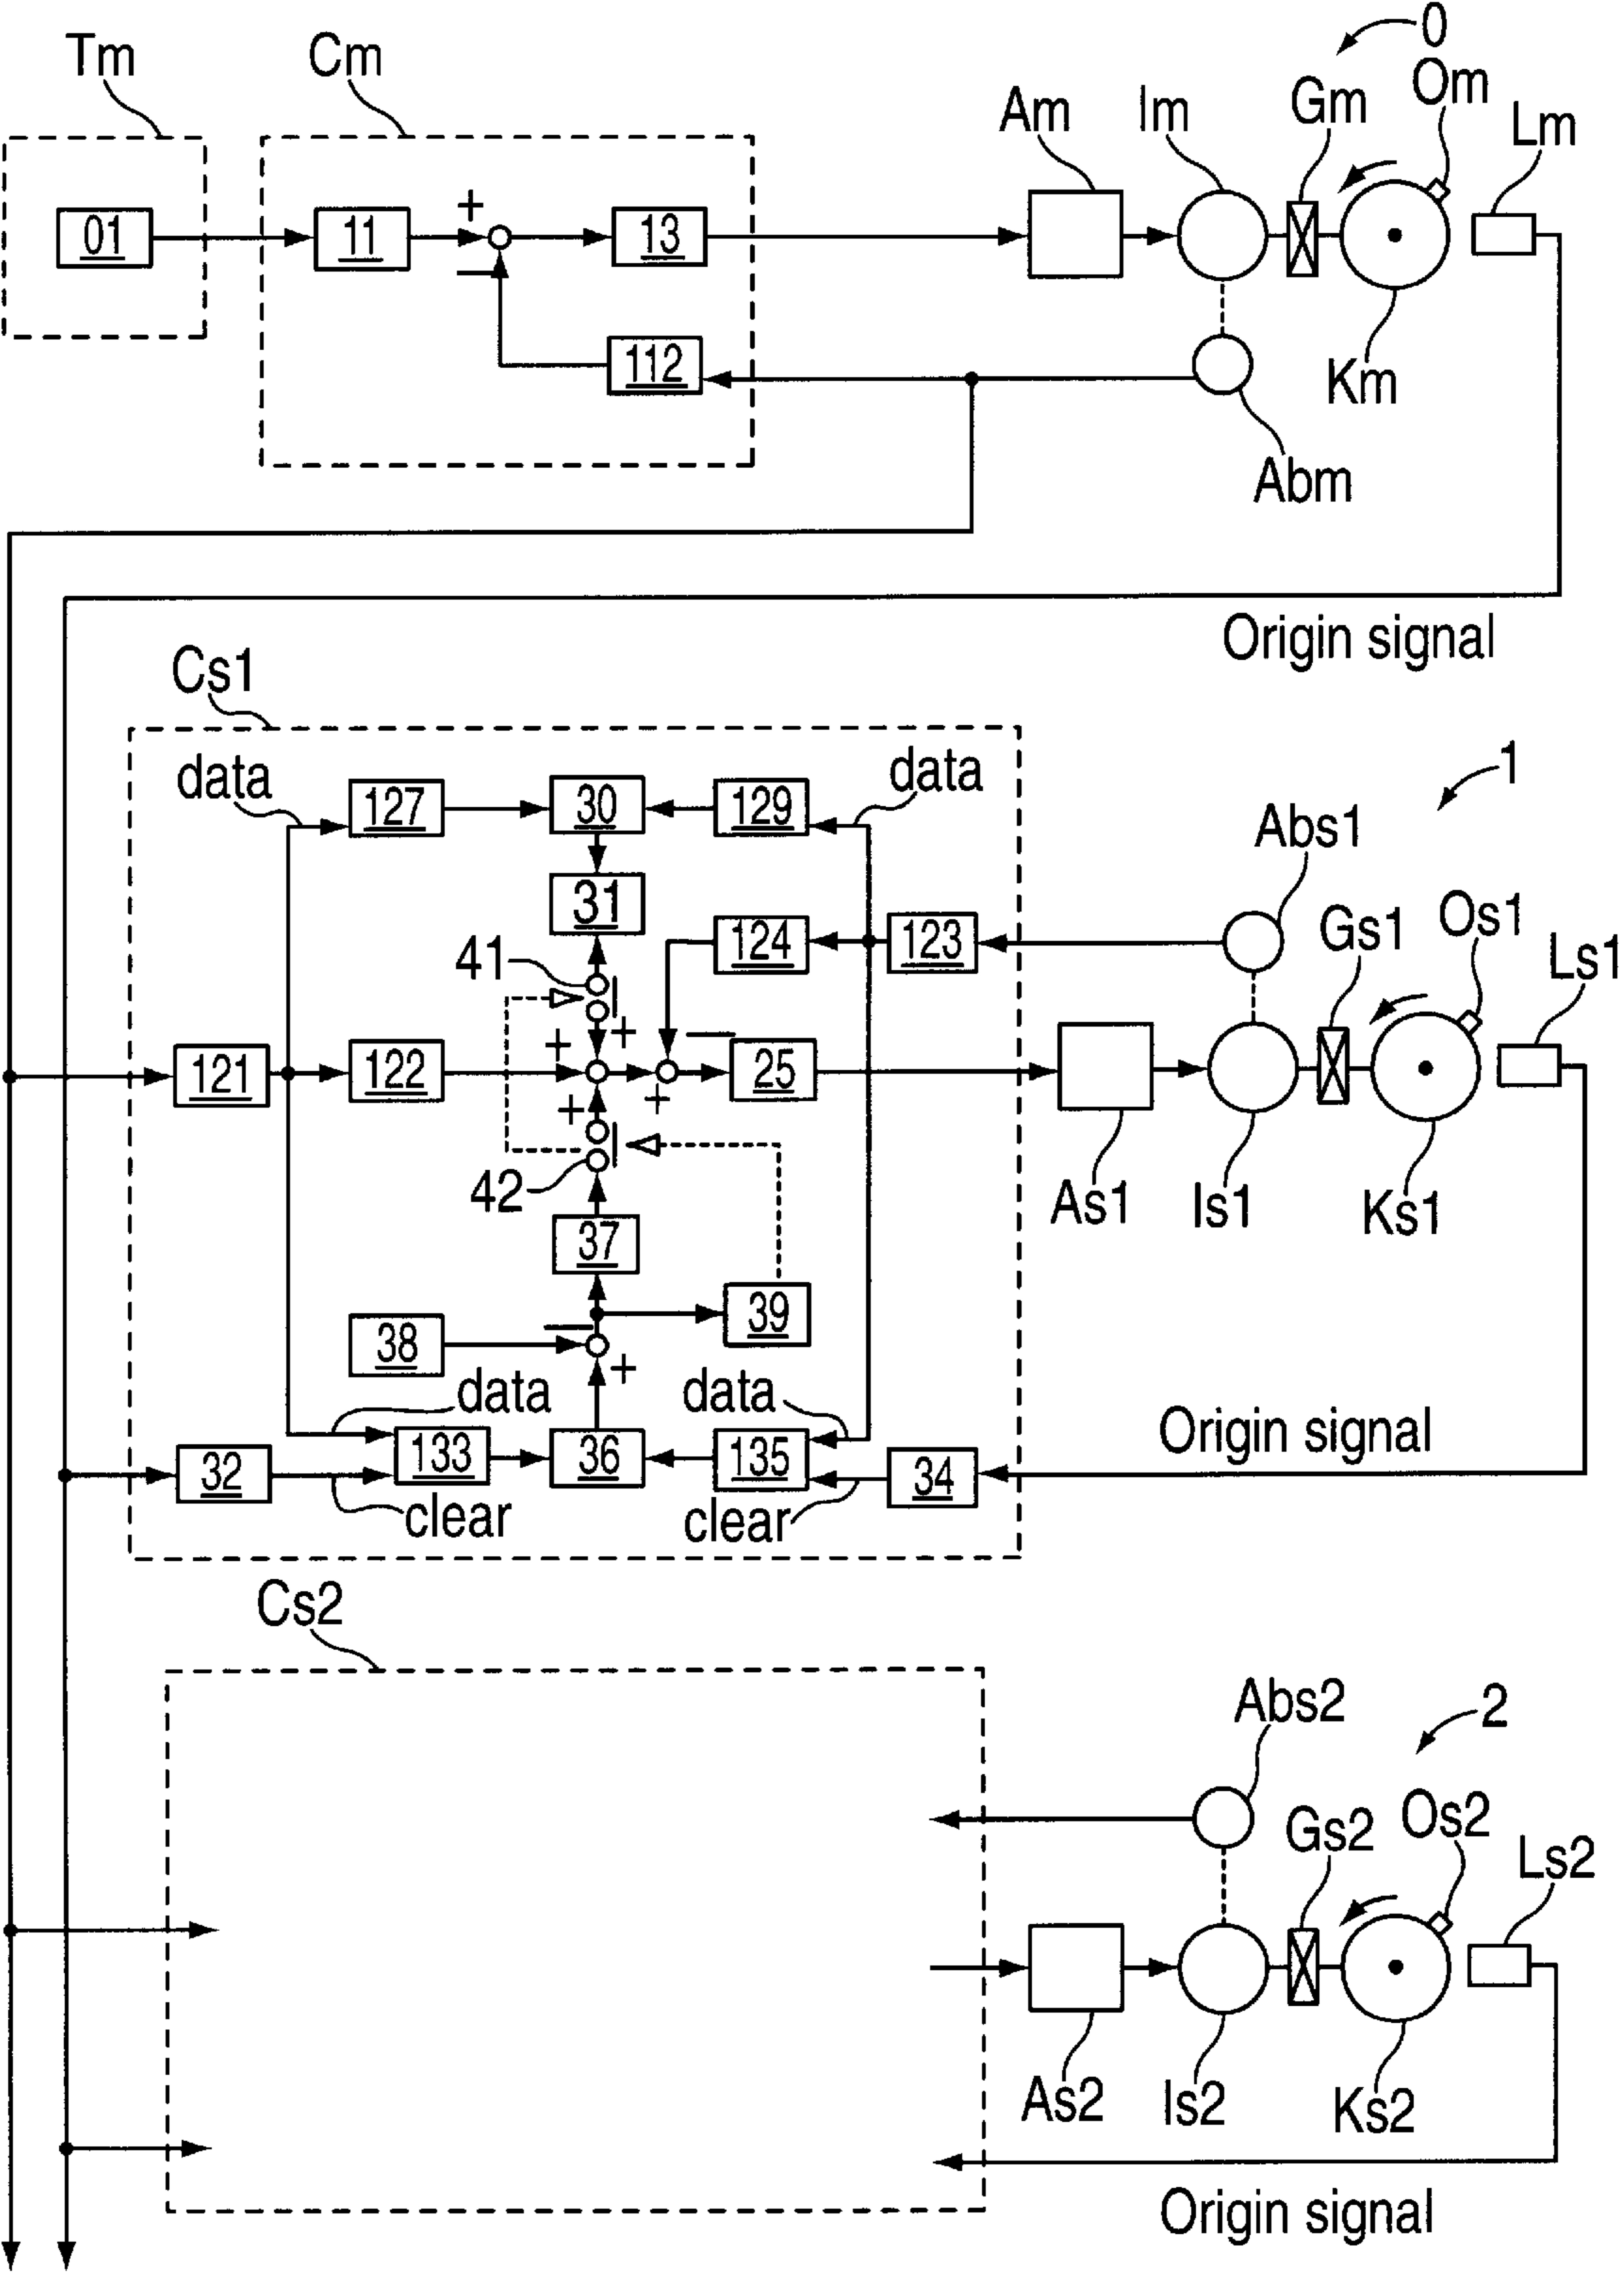 0
Tm
Cm
Om
Gm
Am
Im
Lm
01
11
+
13
−
112
Km
Abm
Origin signal
Cs1
data
data
1
127
30
129
Abs1
31
Os1
Gs1
124
123
41
Ls1
+
+
−
121
122
25
+
+
42
As1
Is1
Ks1
37
39
−
38
+
data
data
Origin signal
133
36
135
32
34
clear
clear
Cs2
Abs2
2
Os2
Gs2
Ls2
As2
Is2
Ks2
Origin signal